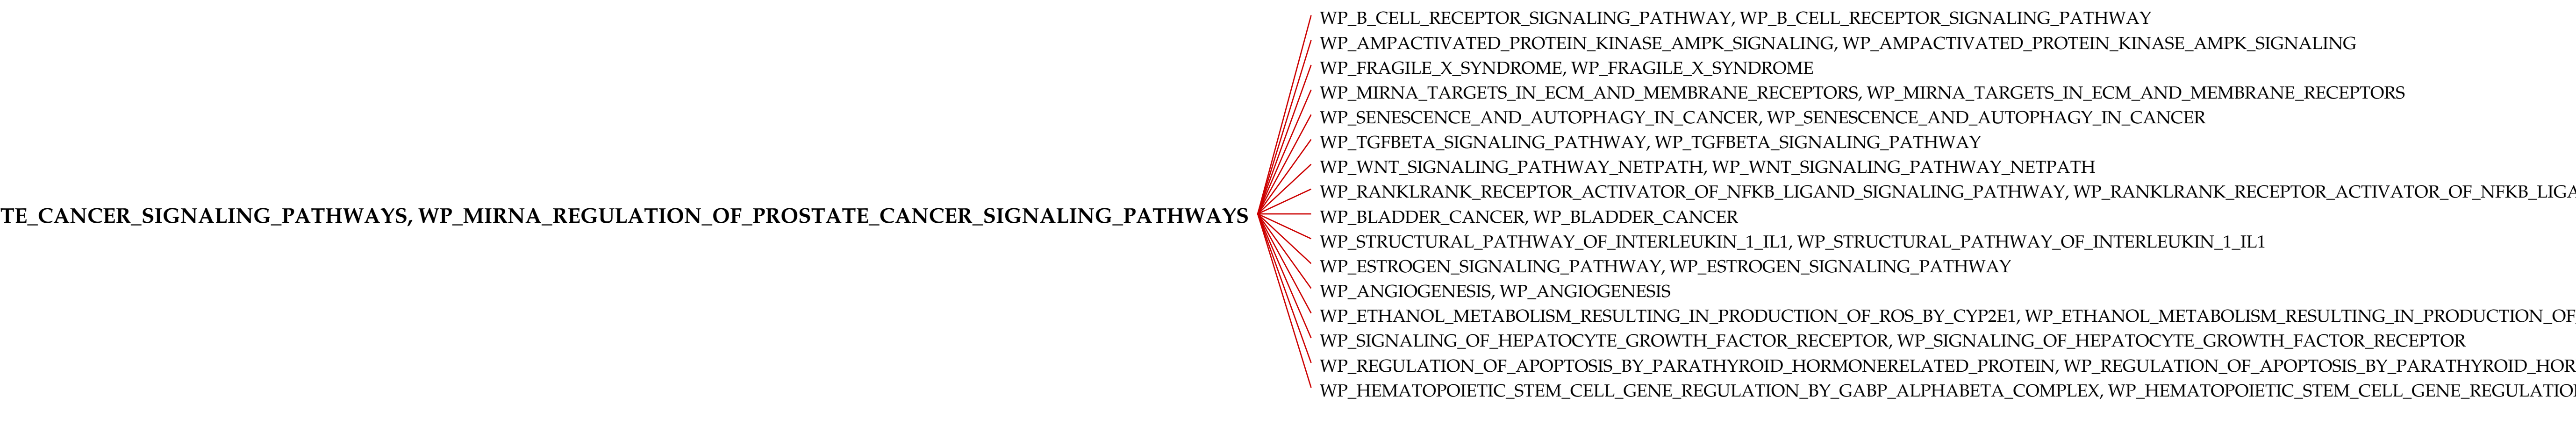 WP_B_CELL_RECEPTOR_SIGNALING_PATHWAY, WP_B_CELL_RECEPTOR_SIGNALING_PATHWAY
WP_AMPACTIVATED_PROTEIN_KINASE_AMPK_SIGNALING, WP_AMPACTIVATED_PROTEIN_KINASE_AMPK_SIGNALING
WP_FRAGILE_X_SYNDROME, WP_FRAGILE_X_SYNDROME
WP_MIRNA_TARGETS_IN_ECM_AND_MEMBRANE_RECEPTORS, WP_MIRNA_TARGETS_IN_ECM_AND_MEMBRANE_RECEPTORS
WP_SENESCENCE_AND_AUTOPHAGY_IN_CANCER, WP_SENESCENCE_AND_AUTOPHAGY_IN_CANCER
WP_TGFBETA_SIGNALING_PATHWAY, WP_TGFBETA_SIGNALING_PATHWAY
WP_WNT_SIGNALING_PATHWAY_NETPATH, WP_WNT_SIGNALING_PATHWAY_NETPATH
WP_RANKLRANK_RECEPTOR_ACTIVATOR_OF_NFKB_LIGAND_SIGNALING_PATHWAY, WP_RANKLRANK_RECEPTOR_ACTIVATOR_OF_NFKB_LIGA
TE_CANCER_SIGNALING_PATHWAYS, WP_MIRNA_REGULATION_OF_PROSTATE_CANCER_SIGNALING_PATHWAYS
WP_BLADDER_CANCER, WP_BLADDER_CANCER
WP_STRUCTURAL_PATHWAY_OF_INTERLEUKIN_1_IL1, WP_STRUCTURAL_PATHWAY_OF_INTERLEUKIN_1_IL1
WP_ESTROGEN_SIGNALING_PATHWAY, WP_ESTROGEN_SIGNALING_PATHWAY
WP_ANGIOGENESIS, WP_ANGIOGENESIS
WP_ETHANOL_METABOLISM_RESULTING_IN_PRODUCTION_OF_ROS_BY_CYP2E1, WP_ETHANOL_METABOLISM_RESULTING_IN_PRODUCTION_OF
WP_SIGNALING_OF_HEPATOCYTE_GROWTH_FACTOR_RECEPTOR, WP_SIGNALING_OF_HEPATOCYTE_GROWTH_FACTOR_RECEPTOR
WP_REGULATION_OF_APOPTOSIS_BY_PARATHYROID_HORMONERELATED_PROTEIN, WP_REGULATION_OF_APOPTOSIS_BY_PARATHYROID_HOR
WP_HEMATOPOIETIC_STEM_CELL_GENE_REGULATION_BY_GABP_ALPHABETA_COMPLEX, WP_HEMATOPOIETIC_STEM_CELL_GENE_REGULATIO